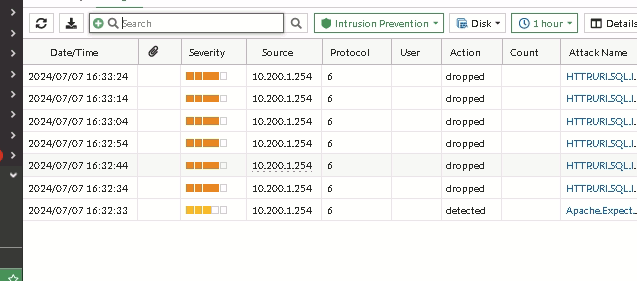 Search Intrusion Prevention Disk 1 hour Details
Date/Time Severity Source Protocol User Action Count Attack Name
2024/07/07 16:33:24 10.200.1.254 6 dropped HTTP.URI.SQL.I...
2024/07/07 16:33:14 10.200.1.254 6 dropped HTTP.URI.SQL.I...
2024/07/07 16:33:04 10.200.1.254 6 dropped HTTP.URI.SQL.I...
2024/07/07 16:32:54 10.200.1.254 6 dropped HTTP.URI.SQL.I...
2024/07/07 16:32:44 10.200.1.254 6 dropped HTTP.URI.SQL.I...
2024/07/07 16:32:34 10.200.1.254 6 dropped HTTP.URI.SQL.I...
2024/07/07 16:32:33 10.200.1.254 6 detected Apache.Expect...